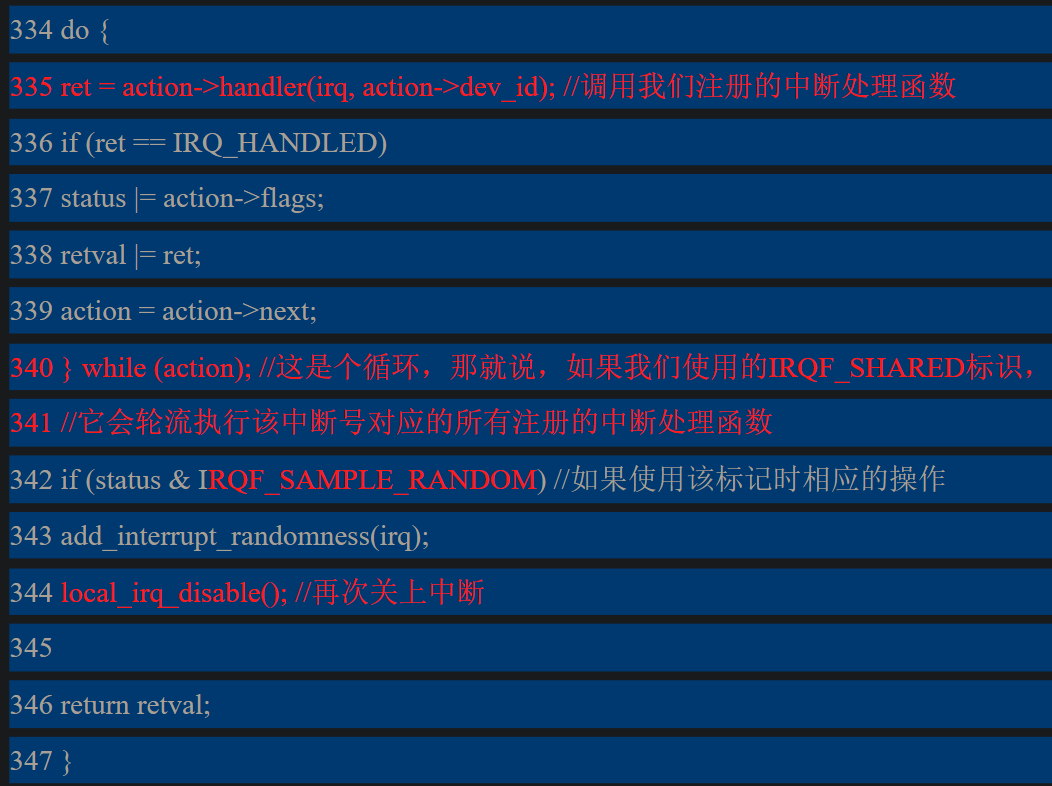 334 do {
335 ret = action->handler(irq, action->dev_id); //调用我们注册的中断处理函数
336 if (ret == IRQ_HANDLED)
337 status |= action->flags;
338 retval |= ret;
339 action = action->next;
340 } while (action); //这是个循环，那就说，如果我们使用的IRQF_SHARED标识，
341 //它会轮流执行该中断号对应的所有注册的中断处理函数
342 if (status & IRQF_SAMPLE_RANDOM) //如果使用该标记时相应的操作
343 add_interrupt_randomness(irq);
344 local_irq_disable(); //再次关上中断
345
346 return retval;
347 }